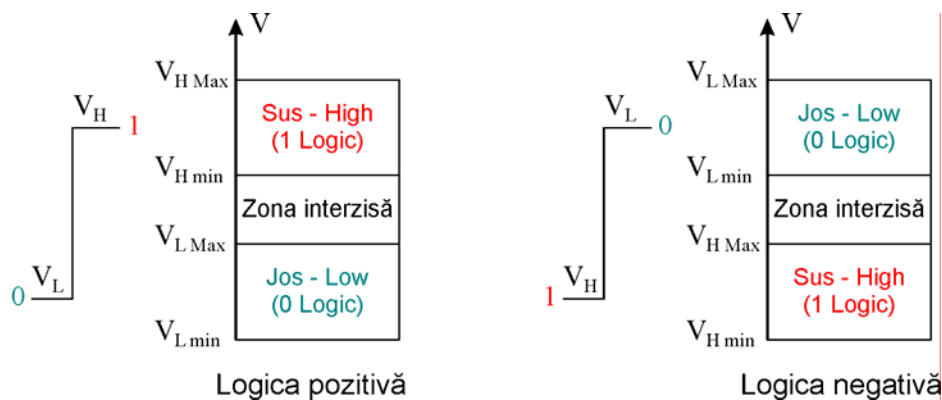 V
V H Max
Sus - High
(1 Logic)
V H
1
V H min
Zona interzisă
V L Max
V L
0
Jos - Low
(0 Logic)
V L min
Logica pozitivă
V
V L Max
Jos - Low
(0 Logic)
V L
0
V L min
Zona interzisă
V H Max
V H
1
Sus - High
(1 Logic)
V H min
Logica negativă